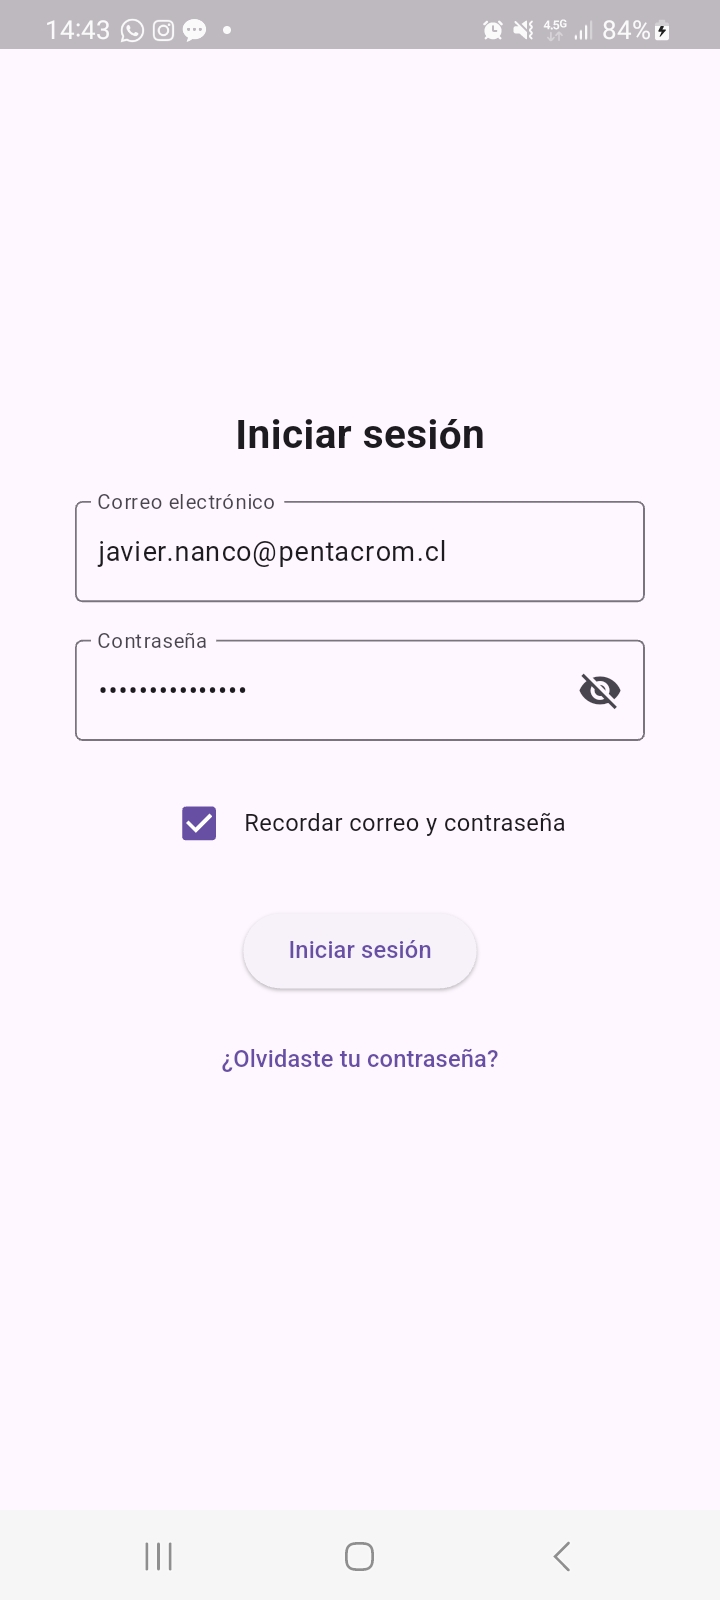 14:43 4.5G 84%
Iniciar sesión
Correo electrónico
javier.nanco@pentacrom.cl
Contraseña
•••••••••••••••
Recordar correo y contraseña
Iniciar sesión
¿Olvidaste tu contraseña?